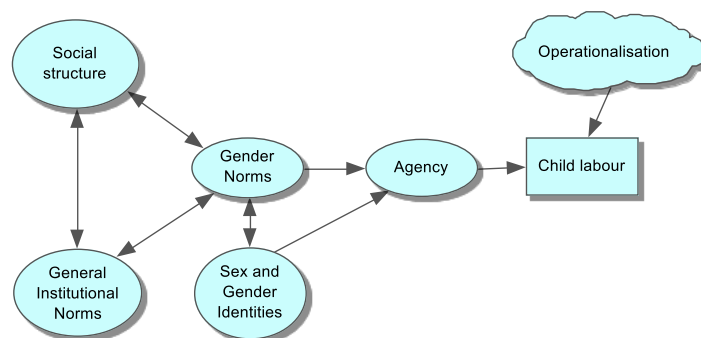 Social
structure
Operationalisation
Gender
Norms
Agency
Child labour
General
Institutional
Norms
Sex and
Gender
Identities